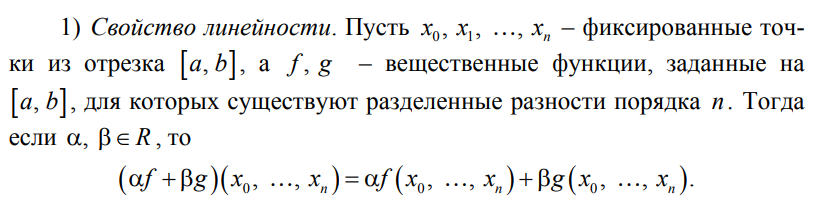 1) Свойство линейности. Пусть x₀, x₁, …, xₙ – фиксированные точ-
ки из отрезка [a, b], а f, g – вещественные функции, заданные на
[a, b], для которых существуют разделенные разности порядка n. Тогда
если α, β ∈ R, то
(αf + βg)(x₀, …, xₙ) = αf(x₀, …, xₙ) + βg(x₀, …, xₙ).